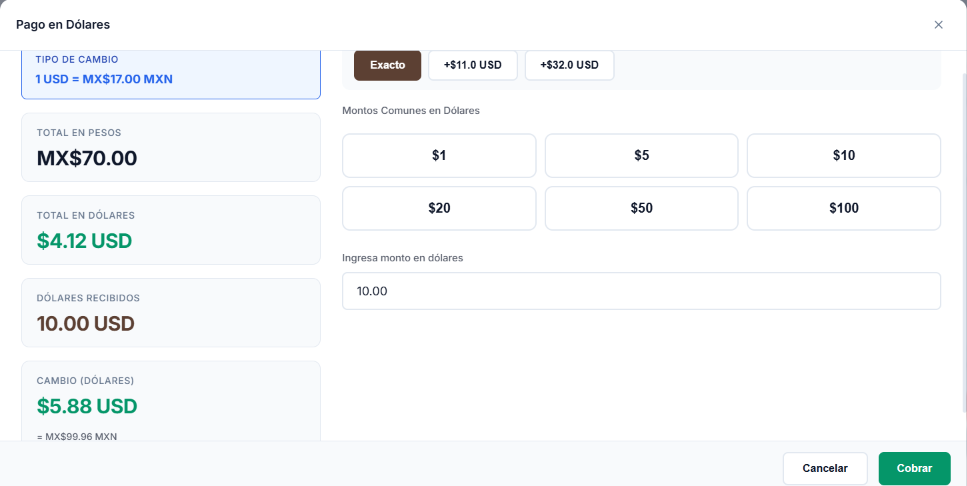 Pago en Dólares
×
TIPO DE CAMBIO
1 USD = MX$17.00 MXN
TOTAL EN PESOS
MX$70.00
TOTAL EN DÓLARES
$4.12 USD
DÓLARES RECIBIDOS
10.00 USD
CAMBIO (DÓLARES)
$5.88 USD
= MX$99.96 MXN
Exacto
+$11.0 USD
+$32.0 USD
Montos Comunes en Dólares
$1
$5
$10
$20
$50
$100
Ingresa monto en dólares
10.00
Cancelar
Cobrar